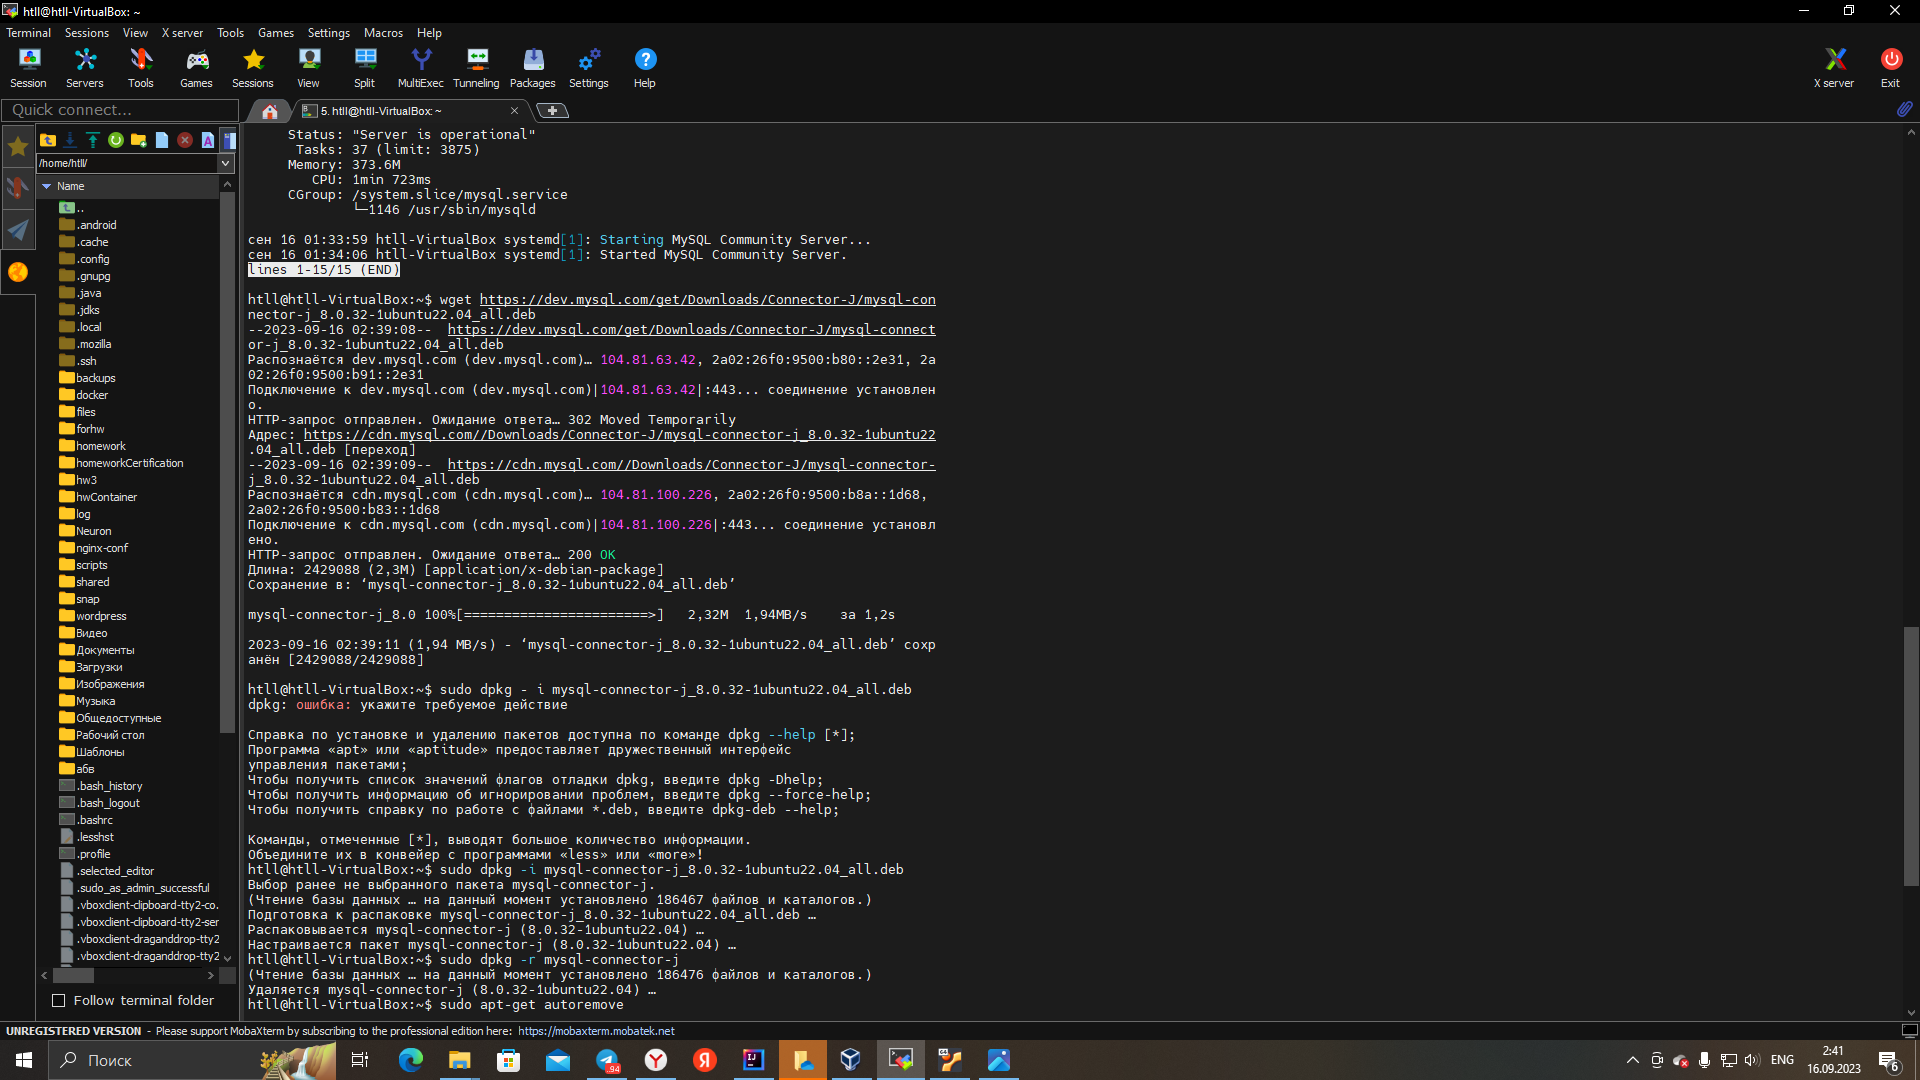 htll@htll-VirtualBox: ~
Terminal Sessions View X server Tools Games Settings Macros Help
Session Servers Tools Games Sessions View Split MultiExec Tunneling Packages Settings Help X server Exit
Quick connect...
5. htll@htll-VirtualBox: ~
/home/htll/
Name
..
.android
.cache
.config
.gnupg
.java
.jdks
.local
.mozilla
.ssh
backups
docker
files
forhw
homework
homeworkCertification
hw3
hwContainer
log
Neuron
nginx-conf
scripts
shared
snap
wordpress
Видео
Документы
Загрузки
Изображения
Музыка
Общедоступные
Рабочий стол
Шаблоны
абв
.bash_history
.bash_logout
.bashrc
.lesshst
.profile
.selected_editor
.sudo_as_admin_successful
.vboxclient-clipboard-tty2-co...
.vboxclient-clipboard-tty2-ser
.vboxclient-draganddrop-tty2
.vboxclient-draganddrop-tty2
Follow terminal folder
Status: "Server is operational"
Tasks: 37 (limit: 3875)
Memory: 373.6M
CPU: 1min 723ms
CGroup: /system.slice/mysql.service
└─1146 /usr/sbin/mysqld
сен 16 01:33:59 htll-VirtualBox systemd[1]: Starting MySQL Community Server...
сен 16 01:34:06 htll-VirtualBox systemd[1]: Started MySQL Community Server.
lines 1-15/15 (END)
htll@htll-VirtualBox:~$ wget https://dev.mysql.com/get/Downloads/Connector-J/mysql-con
nector-j_8.0.32-1ubuntu22.04_all.deb
--2023-09-16 02:39:08-- https://dev.mysql.com/get/Downloads/Connector-J/mysql-connect
or-j_8.0.32-1ubuntu22.04_all.deb
Распознаётся dev.mysql.com (dev.mysql.com)… 104.81.63.42, 2a02:26f0:9500:b80::2e31, 2a
02:26f0:9500:b91::2e31
Подключение к dev.mysql.com (dev.mysql.com)|104.81.63.42|:443... соединение установлен
о.
HTTP-запрос отправлен. Ожидание ответа… 302 Moved Temporarily
Адрес: https://cdn.mysql.com//Downloads/Connector-J/mysql-connector-j_8.0.32-1ubuntu22
.04_all.deb [переход]
--2023-09-16 02:39:09-- https://cdn.mysql.com//Downloads/Connector-J/mysql-connector-
j_8.0.32-1ubuntu22.04_all.deb
Распознаётся cdn.mysql.com (cdn.mysql.com)… 104.81.100.226, 2a02:26f0:9500:b8a::1d68,
2a02:26f0:9500:b83::1d68
Подключение к cdn.mysql.com (cdn.mysql.com)|104.81.100.226|:443... соединение установл
ено.
HTTP-запрос отправлен. Ожидание ответа… 200 OK
Длина: 2429088 (2,3M) [application/x-debian-package]
Сохранение в: ‘mysql-connector-j_8.0.32-1ubuntu22.04_all.deb’
mysql-connector-j_8.0 100%[=======================>] 2,32M 1,94MB/s за 1,2s
2023-09-16 02:39:11 (1,94 MB/s) - ‘mysql-connector-j_8.0.32-1ubuntu22.04_all.deb’ сохр
анён [2429088/2429088]
htll@htll-VirtualBox:~$ sudo dpkg - i mysql-connector-j_8.0.32-1ubuntu22.04_all.deb
dpkg: ошибка: укажите требуемое действие
Справка по установке и удалению пакетов доступна по команде dpkg --help [*];
Программа «apt» или «aptitude» предоставляет дружественный интерфейс
управления пакетами;
Чтобы получить список значений флагов отладки dpkg, введите dpkg -Dhelp;
Чтобы получить информацию об игнорировании проблем, введите dpkg --force-help;
Чтобы получить справку по работе с файлами *.deb, введите dpkg-deb --help;
Команды, отмеченные [*], выводят большое количество информации.
Объедините их в конвейер с программами «less» или «more»!
htll@htll-VirtualBox:~$ sudo dpkg -i mysql-connector-j_8.0.32-1ubuntu22.04_all.deb
Выбор ранее не выбранного пакета mysql-connector-j.
(Чтение базы данных … на данный момент установлено 186467 файлов и каталогов.)
Подготовка к распаковке mysql-connector-j_8.0.32-1ubuntu22.04_all.deb …
Распаковывается mysql-connector-j (8.0.32-1ubuntu22.04) …
Настраивается пакет mysql-connector-j (8.0.32-1ubuntu22.04) …
htll@htll-VirtualBox:~$ sudo dpkg -r mysql-connector-j
(Чтение базы данных … на данный момент установлено 186476 файлов и каталогов.)
Удаляется mysql-connector-j (8.0.32-1ubuntu22.04) …
htll@htll-VirtualBox:~$ sudo apt-get autoremove
UNREGISTERED VERSION - Please support MobaXterm by subscribing to the professional edition here: https://mobaxterm.mobatek.net
Поиск
.94
ENG
2:41
16.09.2023
6